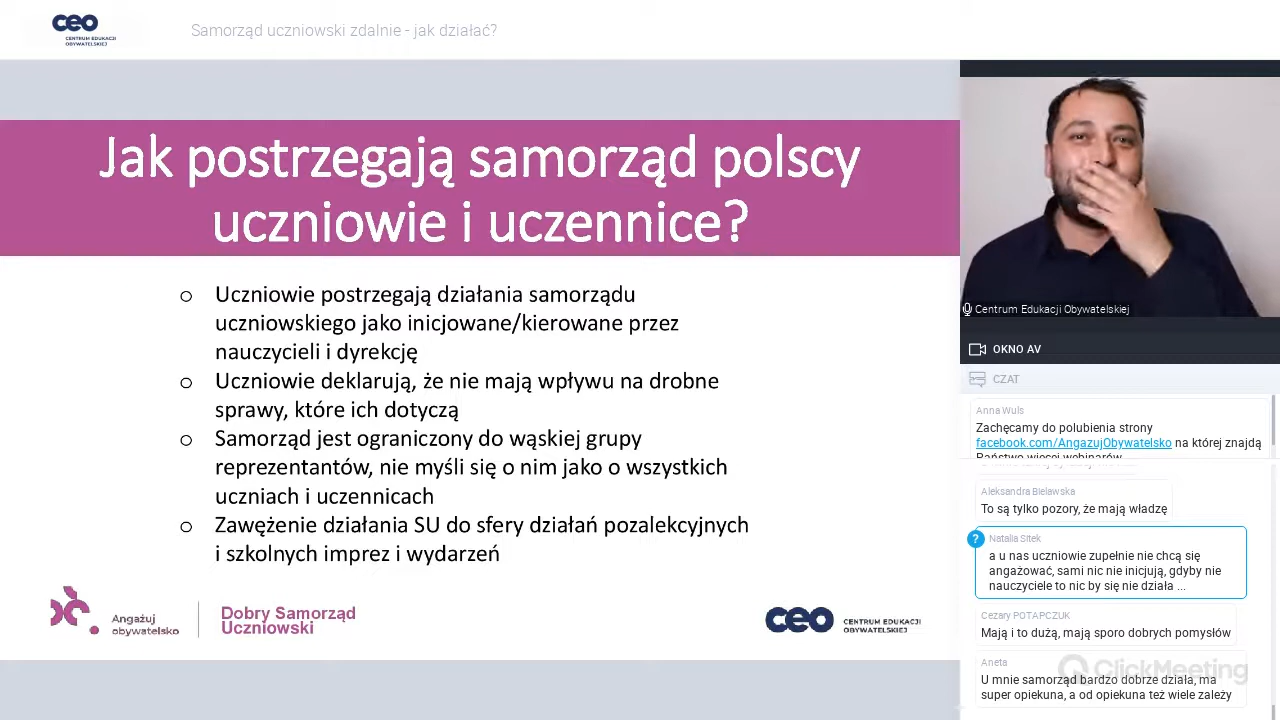 ceo
CENTRUM EDUKACJI
OBYWATELSKIEJ
Samorząd uczniowski zdalnie - jak działać?
Jak postrzegają samorząd polscy
uczniowie i uczennice?
o Uczniowie postrzegają działania samorządu
uczniowskiego jako inicjowane/kierowane przez
nauczycieli i dyrekcję
o Uczniowie deklarują, że nie mają wpływu na drobne
sprawy, które ich dotyczą
o Samorząd jest ograniczony do wąskiej grupy
reprezentantów, nie myśli się o nim jako o wszystkich
uczniach i uczennicach
o Zawężenie działania SU do sfery działań pozalekcyjnych
i szkolnych imprez i wydarzeń
Angażuj
obywatelsko
Dobry Samorząd
Uczniowski
ceo
CENTRUM EDUKACJI
OBYWATELSKIEJ
Centrum Edukacji Obywatelskiej
OKNO AV
CZAT
Anna Wuls
Zachęcamy do polubienia strony
facebook.com/AngazujObywatelsko na której znajdą
Państwo więcej webinarów
Aleksandra Bielawska
To są tylko pozory, że mają władzę
?
Natalia Sitek
a u nas uczniowie zupełnie nie chcą się
angażować, sami nic nie inicjują, gdyby nie
nauczyciele to nic by się nie działa ...
Cezary POTAPCZUK
Mają i to dużą, mają sporo dobrych pomysłów
Aneta
U mnie samorząd bardzo dobrze działa, ma
super opiekuna, a od opiekuna też wiele zależy
ClickMeeting